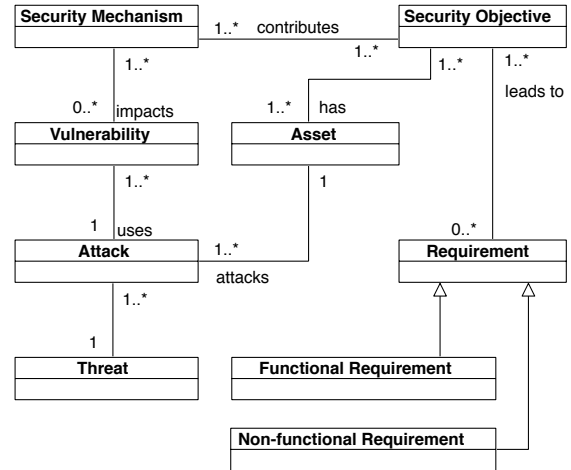 Security Mechanism
Security Objective
1..*
contributes
1..*
1..*
1..*
1..*
leads to
0..*
impacts
1..*
has
Vulnerability
Asset
1..*
1
1
uses
1..*
0..*
Attack
Requirement
attacks
1..*
1
Threat
Functional Requirement
Non-functional Requirement